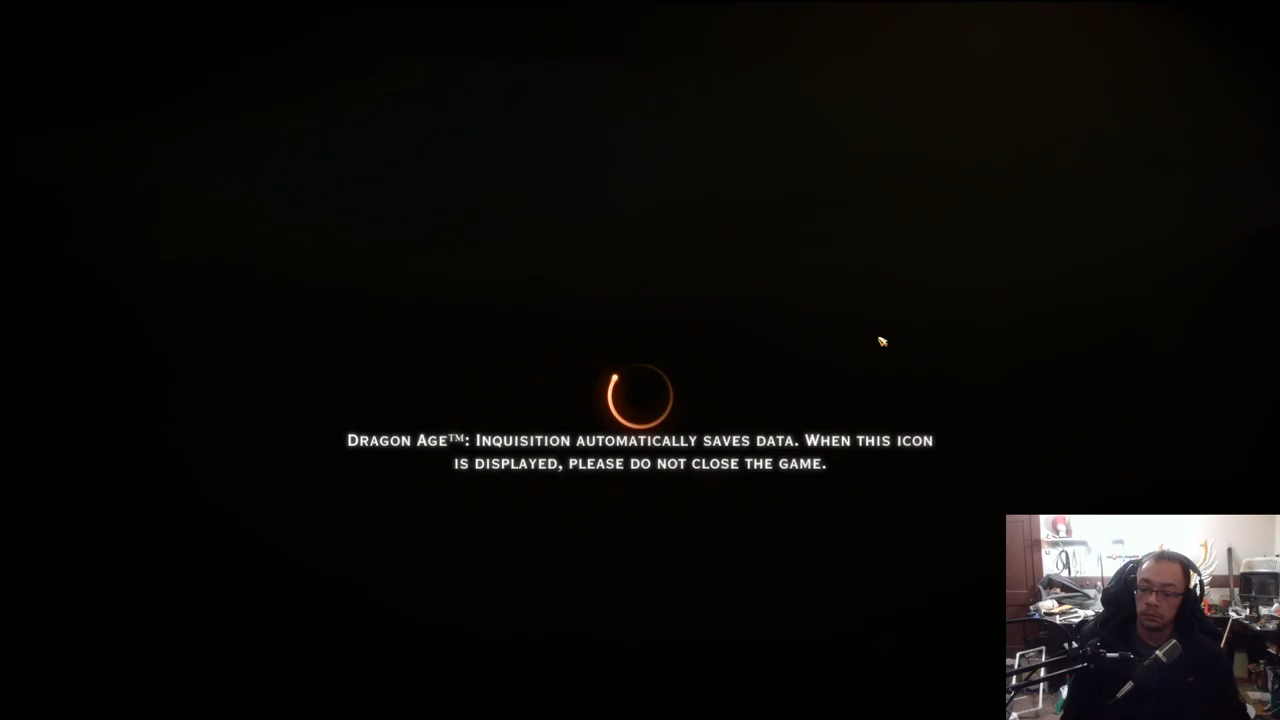 Dragon Age™: Inquisition automatically saves data. When this icon
is displayed, please do not close the game.